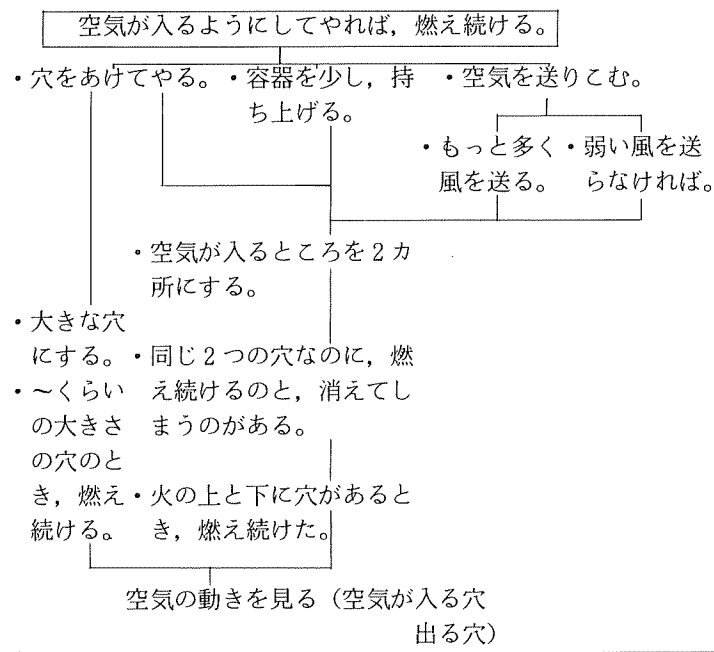 空気が入るようにしてやれば，燃え続ける。
・穴をあけてやる。
・容器を少し，持
ち上げる。
・空気を送りこむ。
・もっと多く
風を送る。
・弱い風を送
らなければ。
・空気が入るところを2カ
所にする。
・大きな穴
にする。
・～くらい
の大きさ
の穴のと
き，燃え
続ける。
・同じ2つの穴なのに，燃
え続けるのと，消えてし
まうのがある。
・火の上と下に穴があると
き，燃え続けた。
空気の動きを見る（空気が入る穴
出る穴）